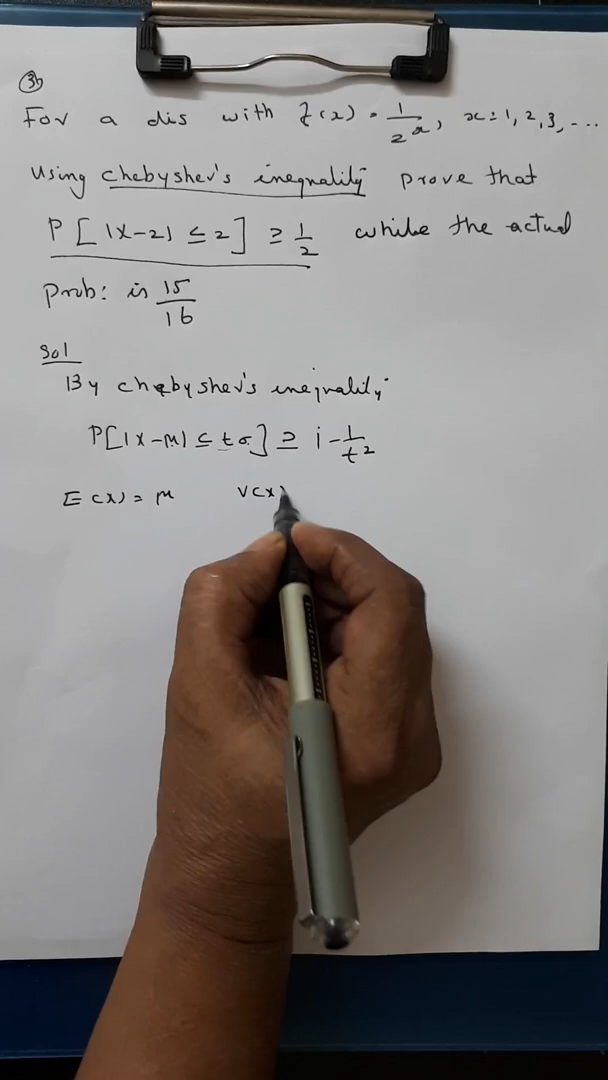 ③
For a dis with f(x) = 1/2^x, x = 1, 2, 3, ...
Using Chebyshev's inequality prove that
P[|X-2| ≤ 2] ≥ 1/2 while the actual
prob: is 15/16
Sol
By chebyshev's inequality
P[|X-μ| ≤ tσ] ≥ 1 - 1/t²
E(X) = μ V(X)